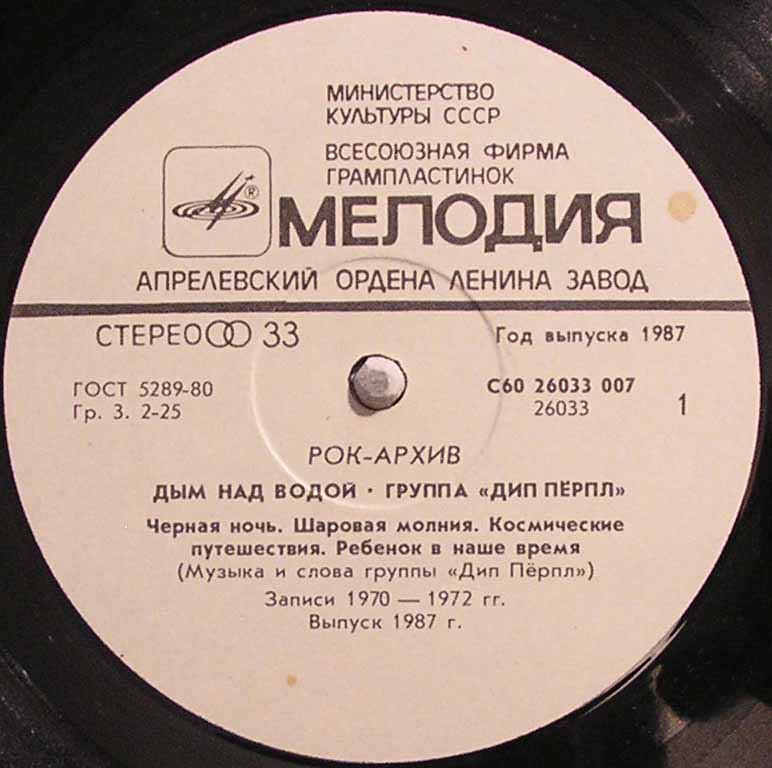 МИНИСТЕРСТВО
КУЛЬТУРЫ СССР
ВСЕСОЮЗНАЯ ФИРМА
ГРАМПЛАСТИНОК
®
МЕЛОДИЯ
АПРЕЛЕВСКИЙ ОРДЕНА ЛЕНИНА ЗАВОД
СТЕРЕО 33
Год выпуска 1987
ГОСТ 5289-80
Гр. 3. 2-25
С60 26033 007
26033
1
РОК-АРХИВ
ДЫМ НАД ВОДОЙ · ГРУППА «ДИП ПЁРПЛ»
Черная ночь. Шаровая молния. Космические
путешествия. Ребенок в наше время
(Музыка и слова группы «Дип Пёрпл»)
Записи 1970 — 1972 гг.
Выпуск 1987 г.